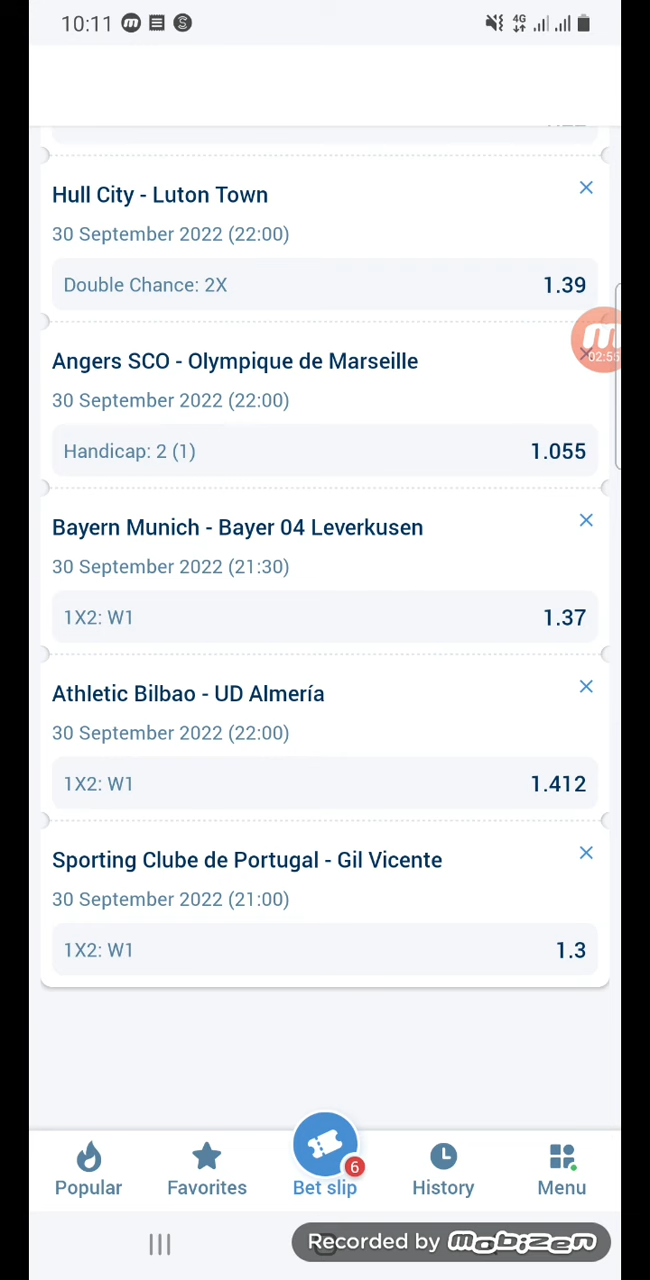 10:11
4G
Hull City - Luton Town
30 September 2022 (22:00)
Double Chance: 2X 1.39
Angers SCO - Olympique de Marseille
02:55
30 September 2022 (22:00)
Handicap: 2 (1) 1.055
Bayern Munich - Bayer 04 Leverkusen
30 September 2022 (21:30)
1X2: W1 1.37
Athletic Bilbao - UD Almería
30 September 2022 (22:00)
1X2: W1 1.412
Sporting Clube de Portugal - Gil Vicente
30 September 2022 (21:00)
1X2: W1 1.3
6
Popular Favorites Bet slip History Menu
Recorded by mobizen